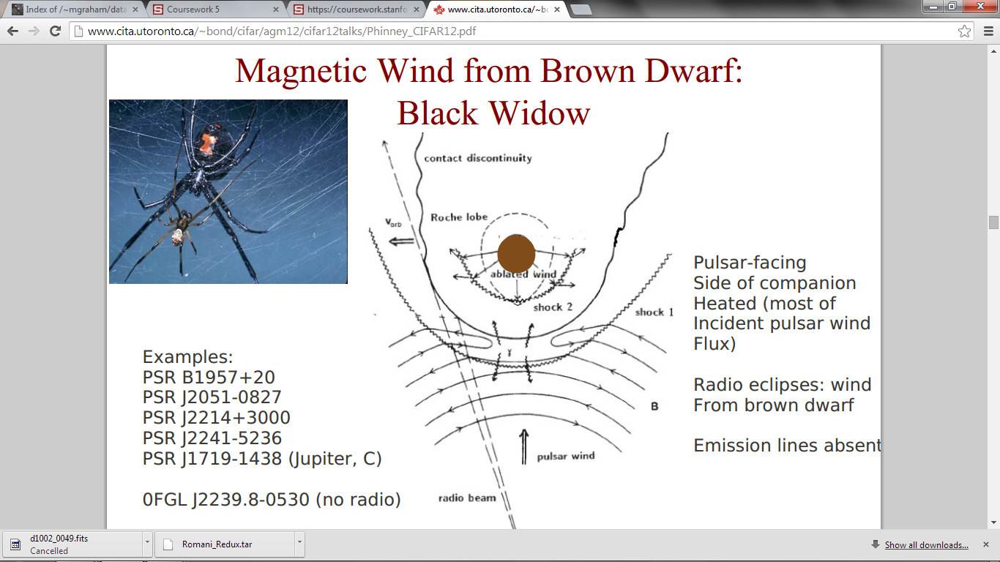 Index of /~mgraham/data
Coursework 5
https://coursework.stanfo
www.cita.utoronto.ca/~bo
www.cita.utoronto.ca/~bond/cifar/agm12/cifar12talks/Phinney_CIFAR12.pdf
Magnetic Wind from Brown Dwarf:
Black Widow
contact discontinuity
Roche lobe
Vorb
ablated wind
shock 2
shock 1
γ
B
pulsar wind
radio beam
Pulsar-facing
Side of companion
Heated (most of
Incident pulsar wind
Flux)
Radio eclipses: wind
From brown dwarf
Emission lines absent
Examples:
PSR B1957+20
PSR J2051-0827
PSR J2214+3000
PSR J2241-5236
PSR J1719-1438 (Jupiter, C)
0FGL J2239.8-0530 (no radio)
d1002_0049.fits
Cancelled
Romani_Redux.tar
Show all downloads...